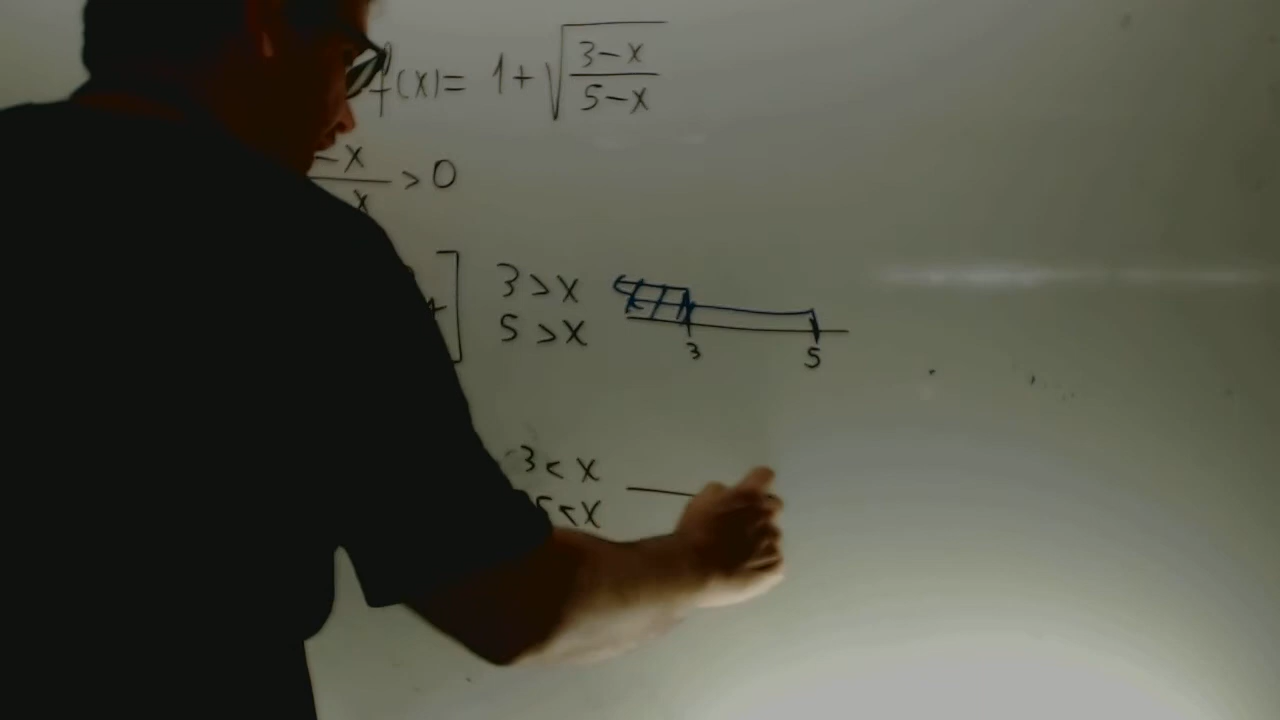 f(x) = 1+√((3-x)/(5-x))
-x/x > 0
3 > x
5 > x
3 5
3 < x
5 < x